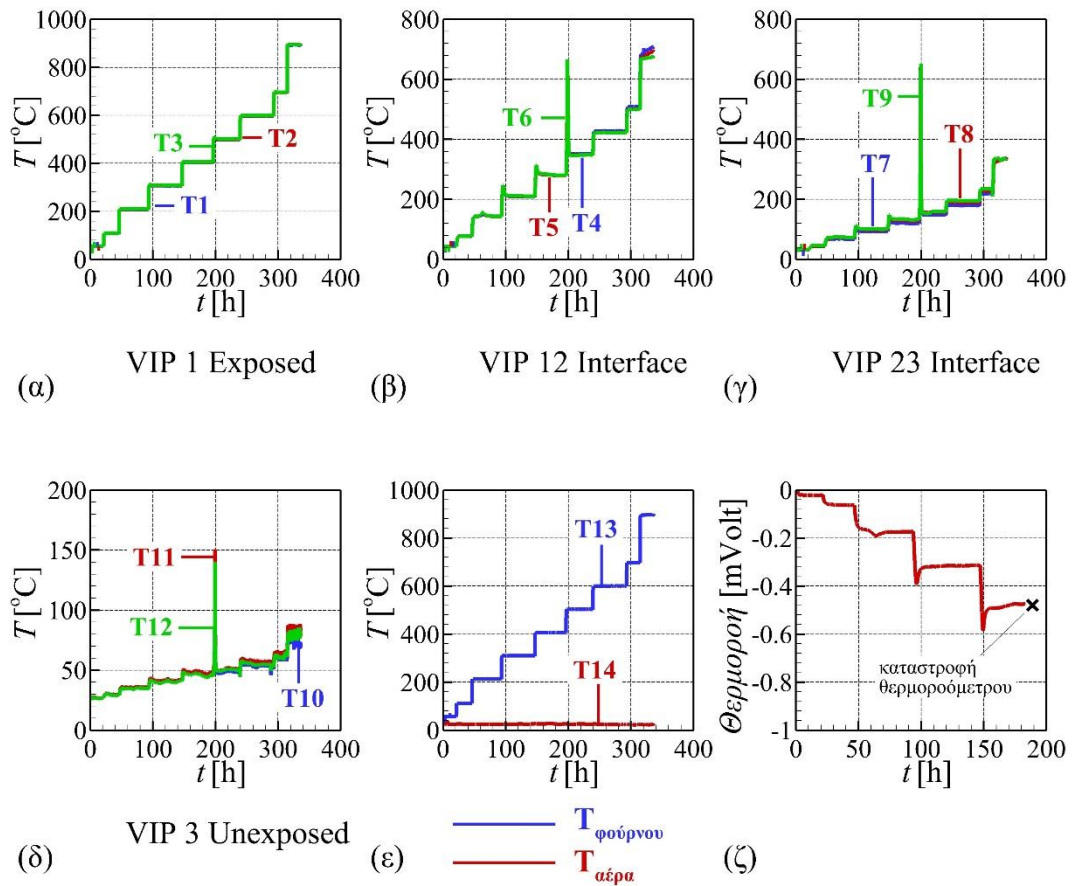 1000
800
600
400
200
0
T [°C]
T3
T2
T1
0 100 200 300 400
t [h]
VIP 1 Exposed
(α)
800
600
400
200
0
T [°C]
T6
T5
T4
0 100 200 300 400
t [h]
VIP 12 Interface
(β)
800
600
400
200
0
T [°C]
T9
T8
T7
0 100 200 300 400
t [h]
VIP 23 Interface
(γ)
200
150
100
50
0
T [°C]
T11
T12
T10
0 100 200 300 400
t [h]
VIP 3 Unexposed
(δ)
1000
800
600
400
200
0
T [°C]
T13
T14
0 100 200 300 400
t [h]
Tφούρνου
Tαέρα
(ε)
0
-0.2
-0.4
-0.6
-0.8
-1
Θερμοροή [mVolt]
καταστροφή
θερμοροόμετρου
0 50 100 150 200
t [h]
(ζ)